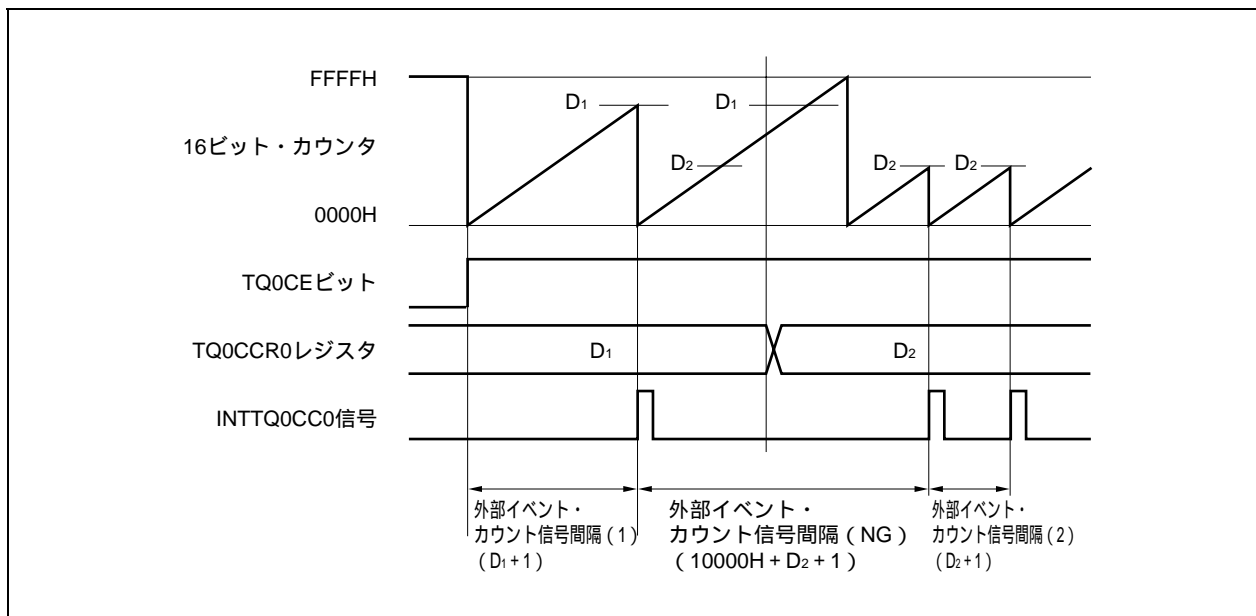 FFFFH
D1
D1
16ビット・カウンタ
D2
D2
D2
0000H
TQ0CEビット
TQ0CCR0レジスタ
D1
D2
INTTQ0CC0信号
外部イベント・
カウント信号間隔(1)
(D1+1)
外部イベント・
カウント信号間隔(NG)
(10000H+D2+1)
外部イベント・
カウント信号間隔(2)
(D2+1)